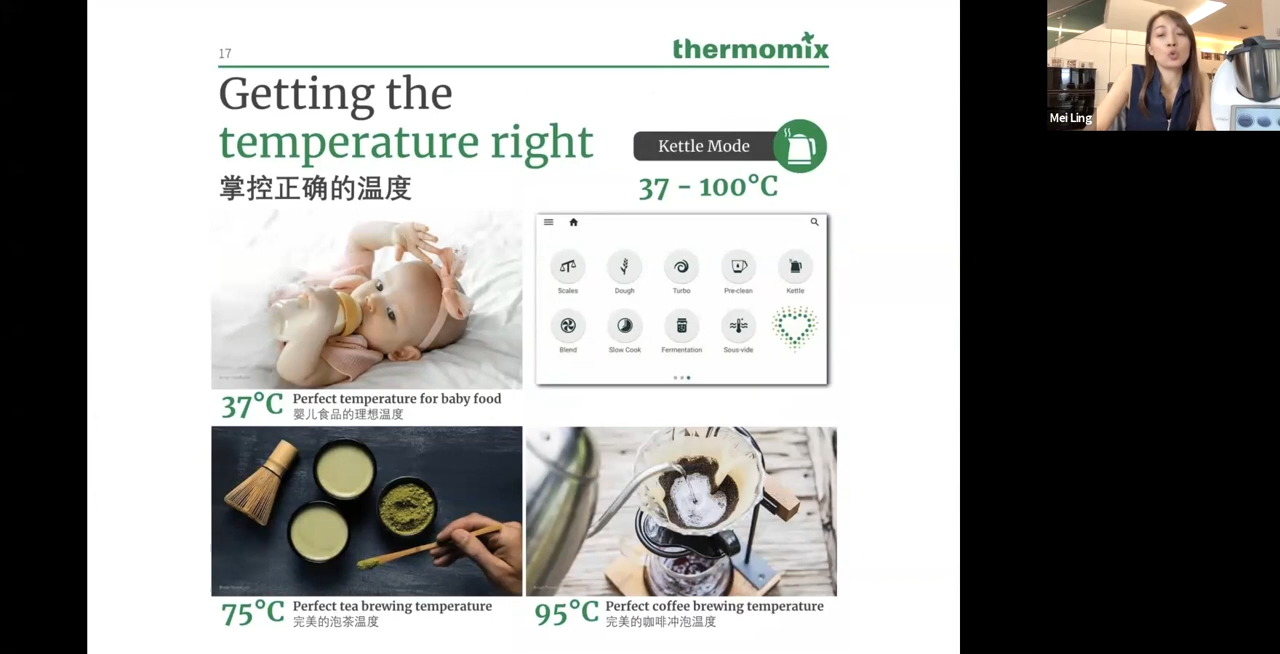 17
thermomix
Getting the
temperature right
掌控正确的温度
Kettle Mode
37 - 100°C
Scales
Dough
Turbo
Pre-clean
Kettle
Blend
Slow Cook
Fermentation
Sous-vide
37°C
Perfect temperature for baby food
婴儿食品的理想温度
75°C
Perfect tea brewing temperature
完美的泡茶温度
95°C
Perfect coffee brewing temperature
完美的咖啡冲泡温度
Mei Ling